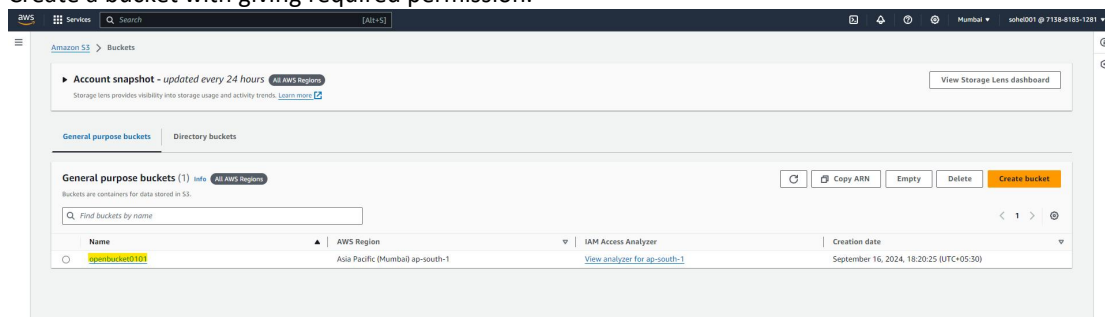 Create a bucket with giving required permission.
aws
Services
Search
[Alt+S]
Mumbai
sohel001 @ 7138-8183-1281
Amazon S3 > Buckets
Account snapshot - updated every 24 hours All AWS Regions
View Storage Lens dashboard
Storage lens provides visibility into storage usage and activity trends. Learn more
General purpose buckets
Directory buckets
General purpose buckets (1) Info All AWS Regions
Copy ARN
Empty
Delete
Create bucket
Buckets are containers for data stored in S3.
Find buckets by name
1
Name
AWS Region
IAM Access Analyzer
Creation date
openbucket0101
Asia Pacific (Mumbai) ap-south-1
View analyzer for ap-south-1
September 16, 2024, 18:20:25 (UTC+05:30)